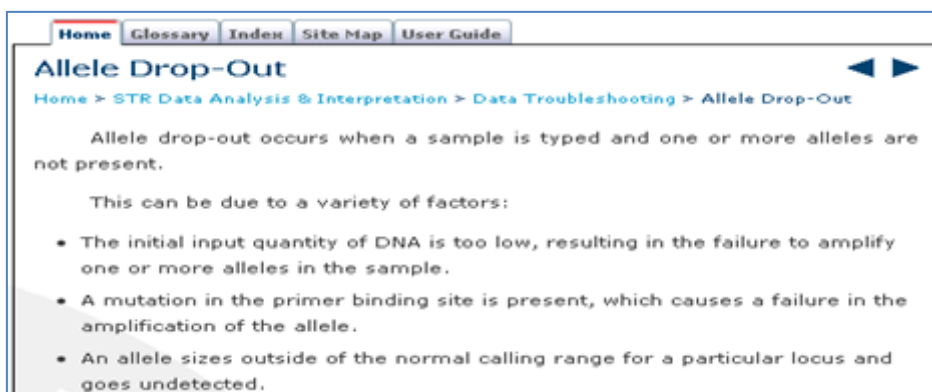 Home Glossary Index Site Map User Guide
Allele Drop-Out
Home > STR Data Analysis & Interpretation > Data Troubleshooting > Allele Drop-Out
Allele drop-out occurs when a sample is typed and one or more alleles are
not present.
This can be due to a variety of factors:
• The initial input quantity of DNA is too low, resulting in the failure to amplify
one or more alleles in the sample.
• A mutation in the primer binding site is present, which causes a failure in the
amplification of the allele.
• An allele sizes outside of the normal calling range for a particular locus and
goes undetected.